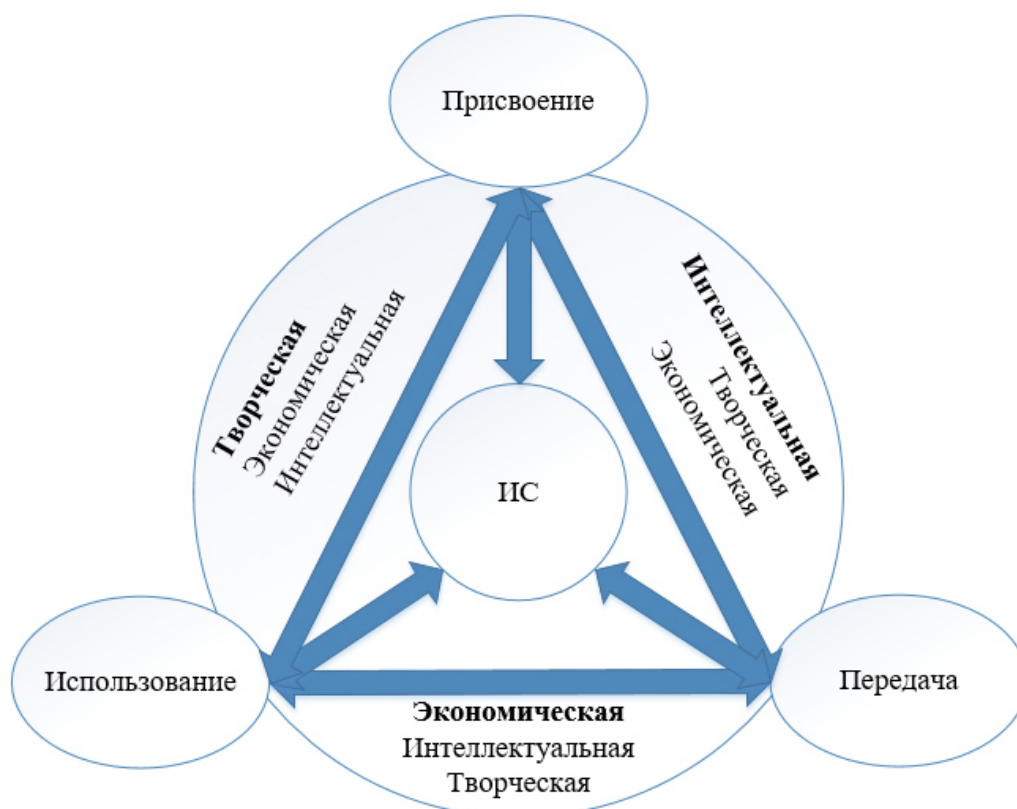 Присвоение
Творческая
Экономическая
Интеллектуальная
Интеллектуальная
Творческая
Экономическая
ИС
Использование
Передача
Экономическая
Интеллектуальная
Творческая